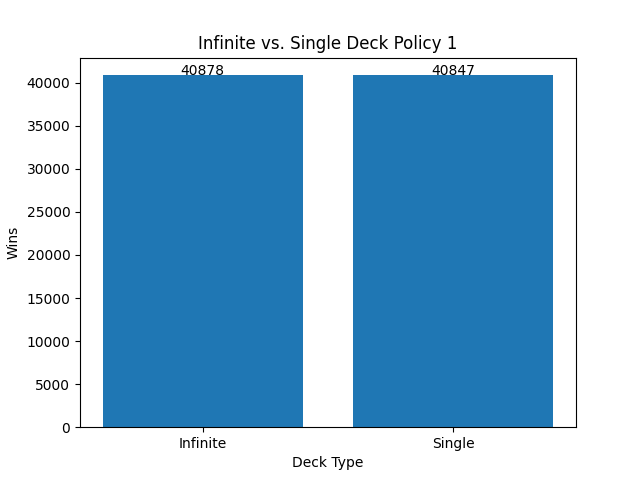 Infinite vs. Single Deck Policy 1
40878
40847
40000
35000
30000
25000
20000
15000
10000
5000
0
Wins
Infinite
Single
Deck Type